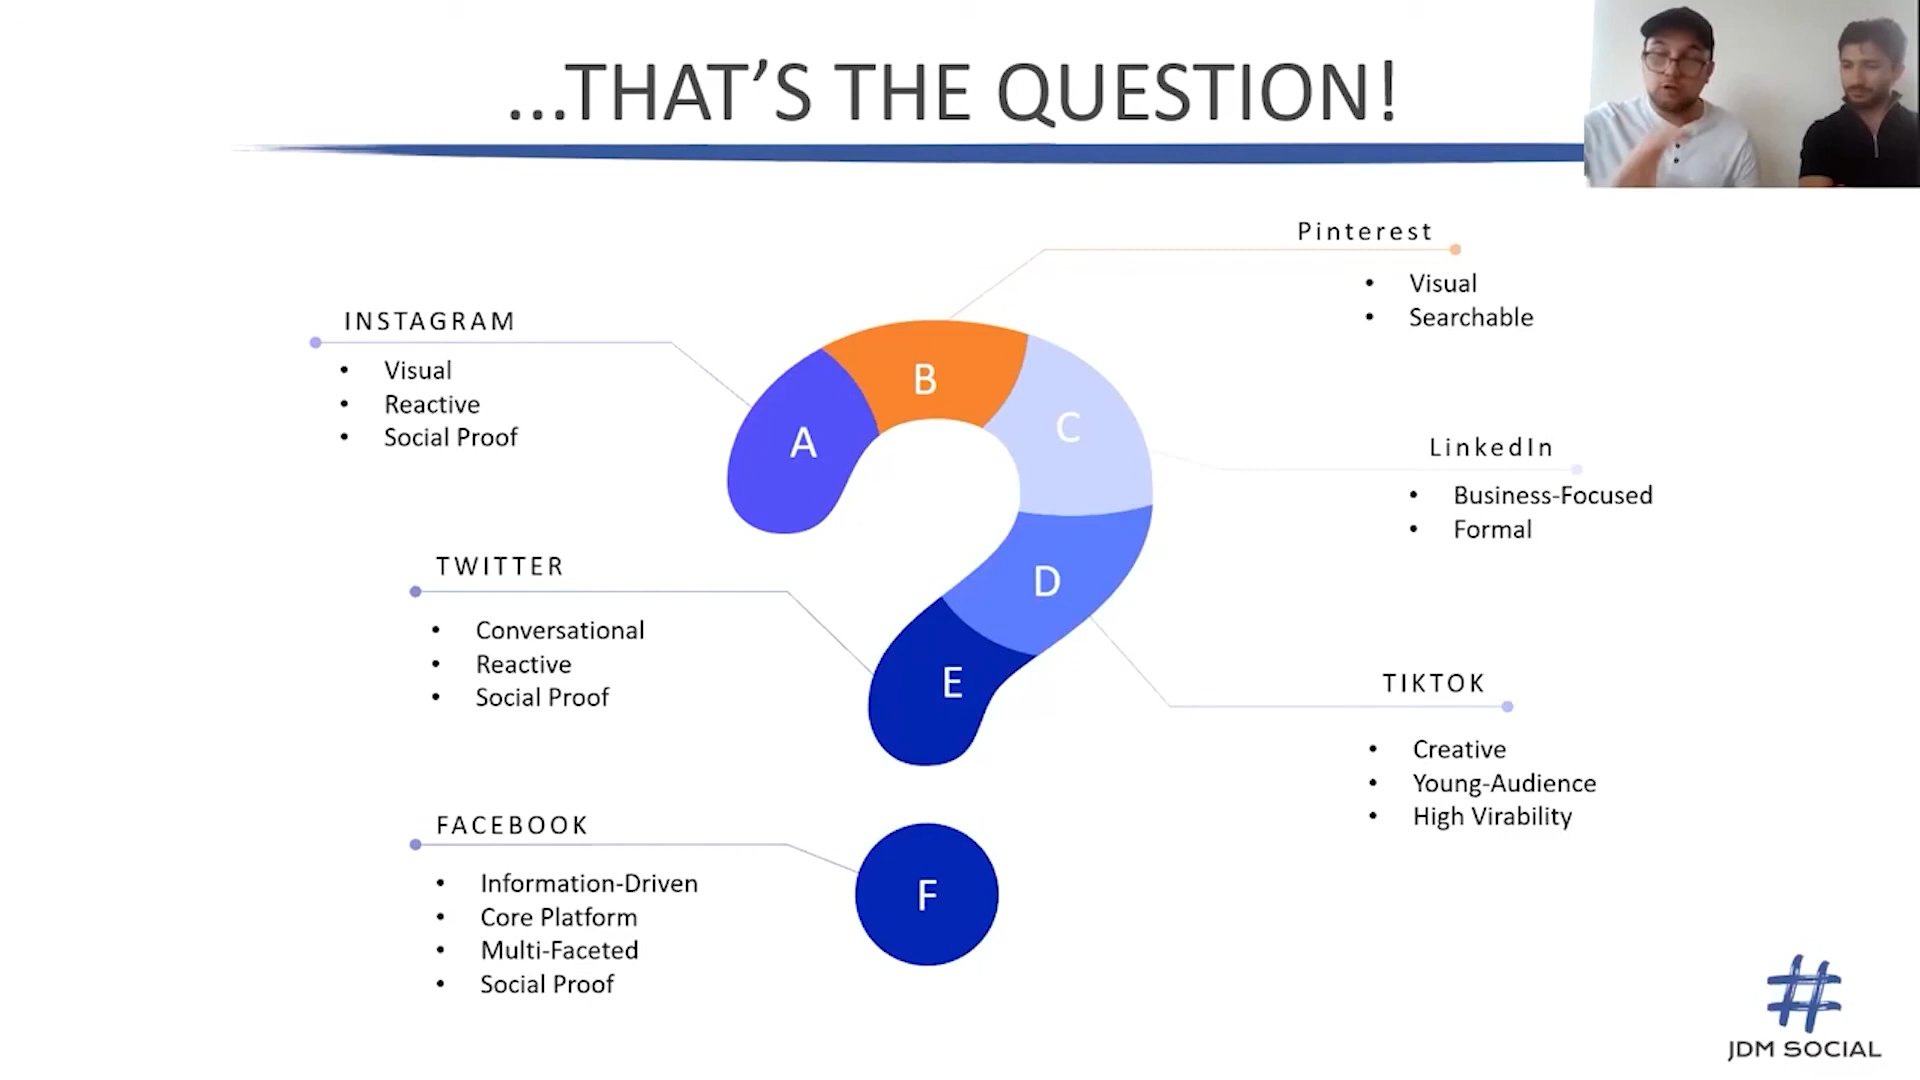 ...THAT’S THE QUESTION!
INSTAGRAM
• Visual
• Reactive
• Social Proof
TWITTER
• Conversational
• Reactive
• Social Proof
FACEBOOK
• Information-Driven
• Core Platform
• Multi-Faceted
• Social Proof
A
B
C
D
E
F
Pinterest
• Visual
• Searchable
LinkedIn
• Business-Focused
• Formal
TIKTOK
• Creative
• Young-Audience
• High Virability
#
JDM SOCIAL